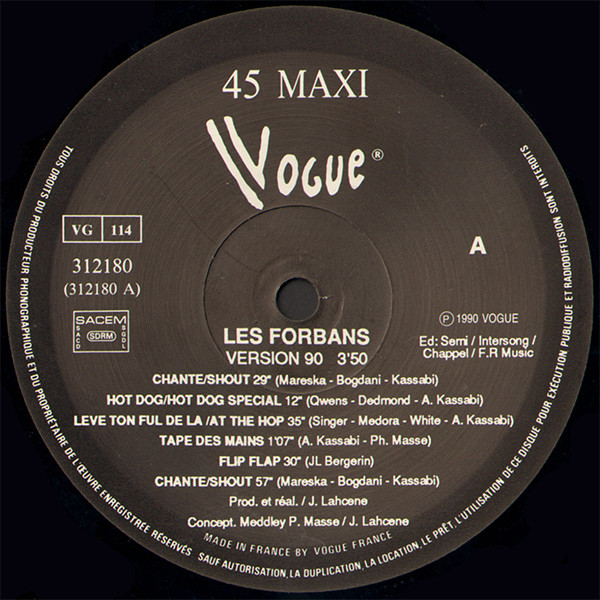 45 MAXI
VOGUE®
VG 114
312180
(312180 A)
A
SACEM
SACD SDRM SGDL
℗ 1990 VOGUE
Ed: Semi / Intersong /
Chappel / F.R Music
LES FORBANS
VERSION 90 3'50
CHANTE/SHOUT 29" (Mareska - Bogdani - Kassabi)
HOT DOG/HOT DOG SPECIAL 12" (Qwens - Dedmond - A. Kassabi)
LEVE TON FUL DE LA /AT THE HOP 35" (Singer - Medora - White - A. Kassabi)
TAPE DES MAINS 1'07" (A. Kassabi - Ph. Masse)
FLIP FLAP 30" (JL Bergerin)
CHANTE/SHOUT 57" (Mareska - Bogdani - Kassabi)
Prod. et réal. / J. Lahcene
Concept. Meddley P. Masse / J. Lahcene
MADE IN FRANCE BY VOGUE FRANCE
TOUS DROITS DU PRODUCTEUR PHONOGRAPHIQUE ET DU PROPRIETAIRE DE L'ŒUVRE ENREGISTREE RÉSERVÉS SAUF AUTORISATION, LA DUPLICATION, LA LOCATION, LE PRÊT, L'UTILISATION DE CE DISQUE POUR EXÉCUTION PUBLIQUE ET RADIODIFFUSION SONT INTERDITS